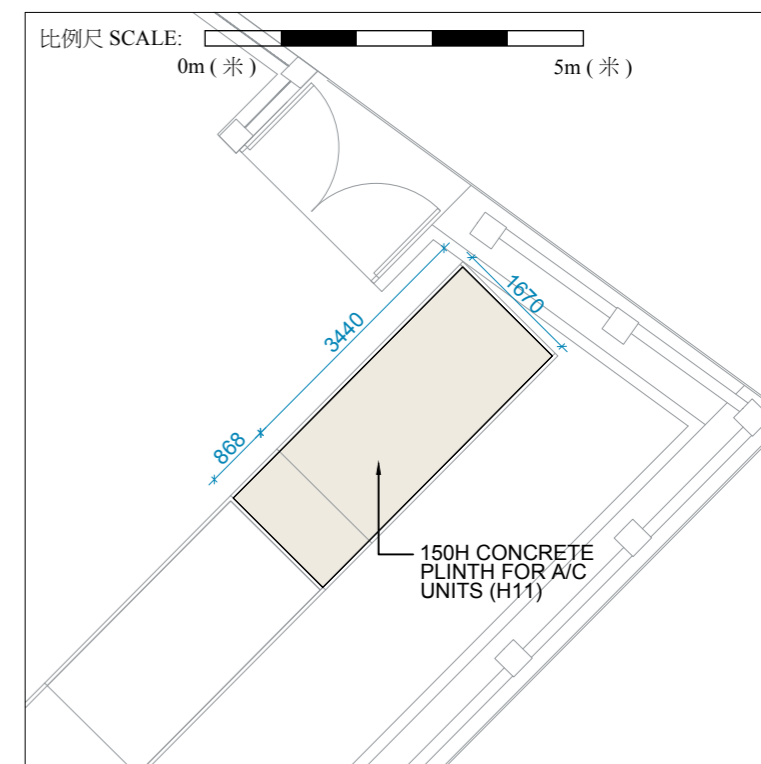 比例尺 SCALE:
0m ( 米 )
5m ( 米 )
1670
3440
868
150H CONCRETE
PLINTH FOR A/C
UNITS (H11)